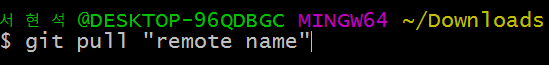 서 현 석 @DESKTOP-96QDBGC MINGW64 ~/Downloads
$ git pull "remote name"